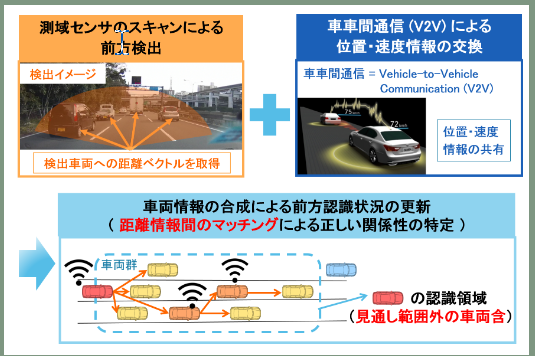 測域センサのスキャンによる
前方検出
検出イメージ
検出車両への距離ベクトルを取得
車車間通信(V2V)による
位置・速度情報の交換
車車間通信 = Vehicle-to-Vehicle
Communication (V2V)
75 km/h
72 km/h
位置・速度
情報の共有
車両情報の合成による前方認識状況の更新
( 距離情報間のマッチングによる正しい関係性の特定 )
車両群
の認識領域
(見通し範囲外の車両含)